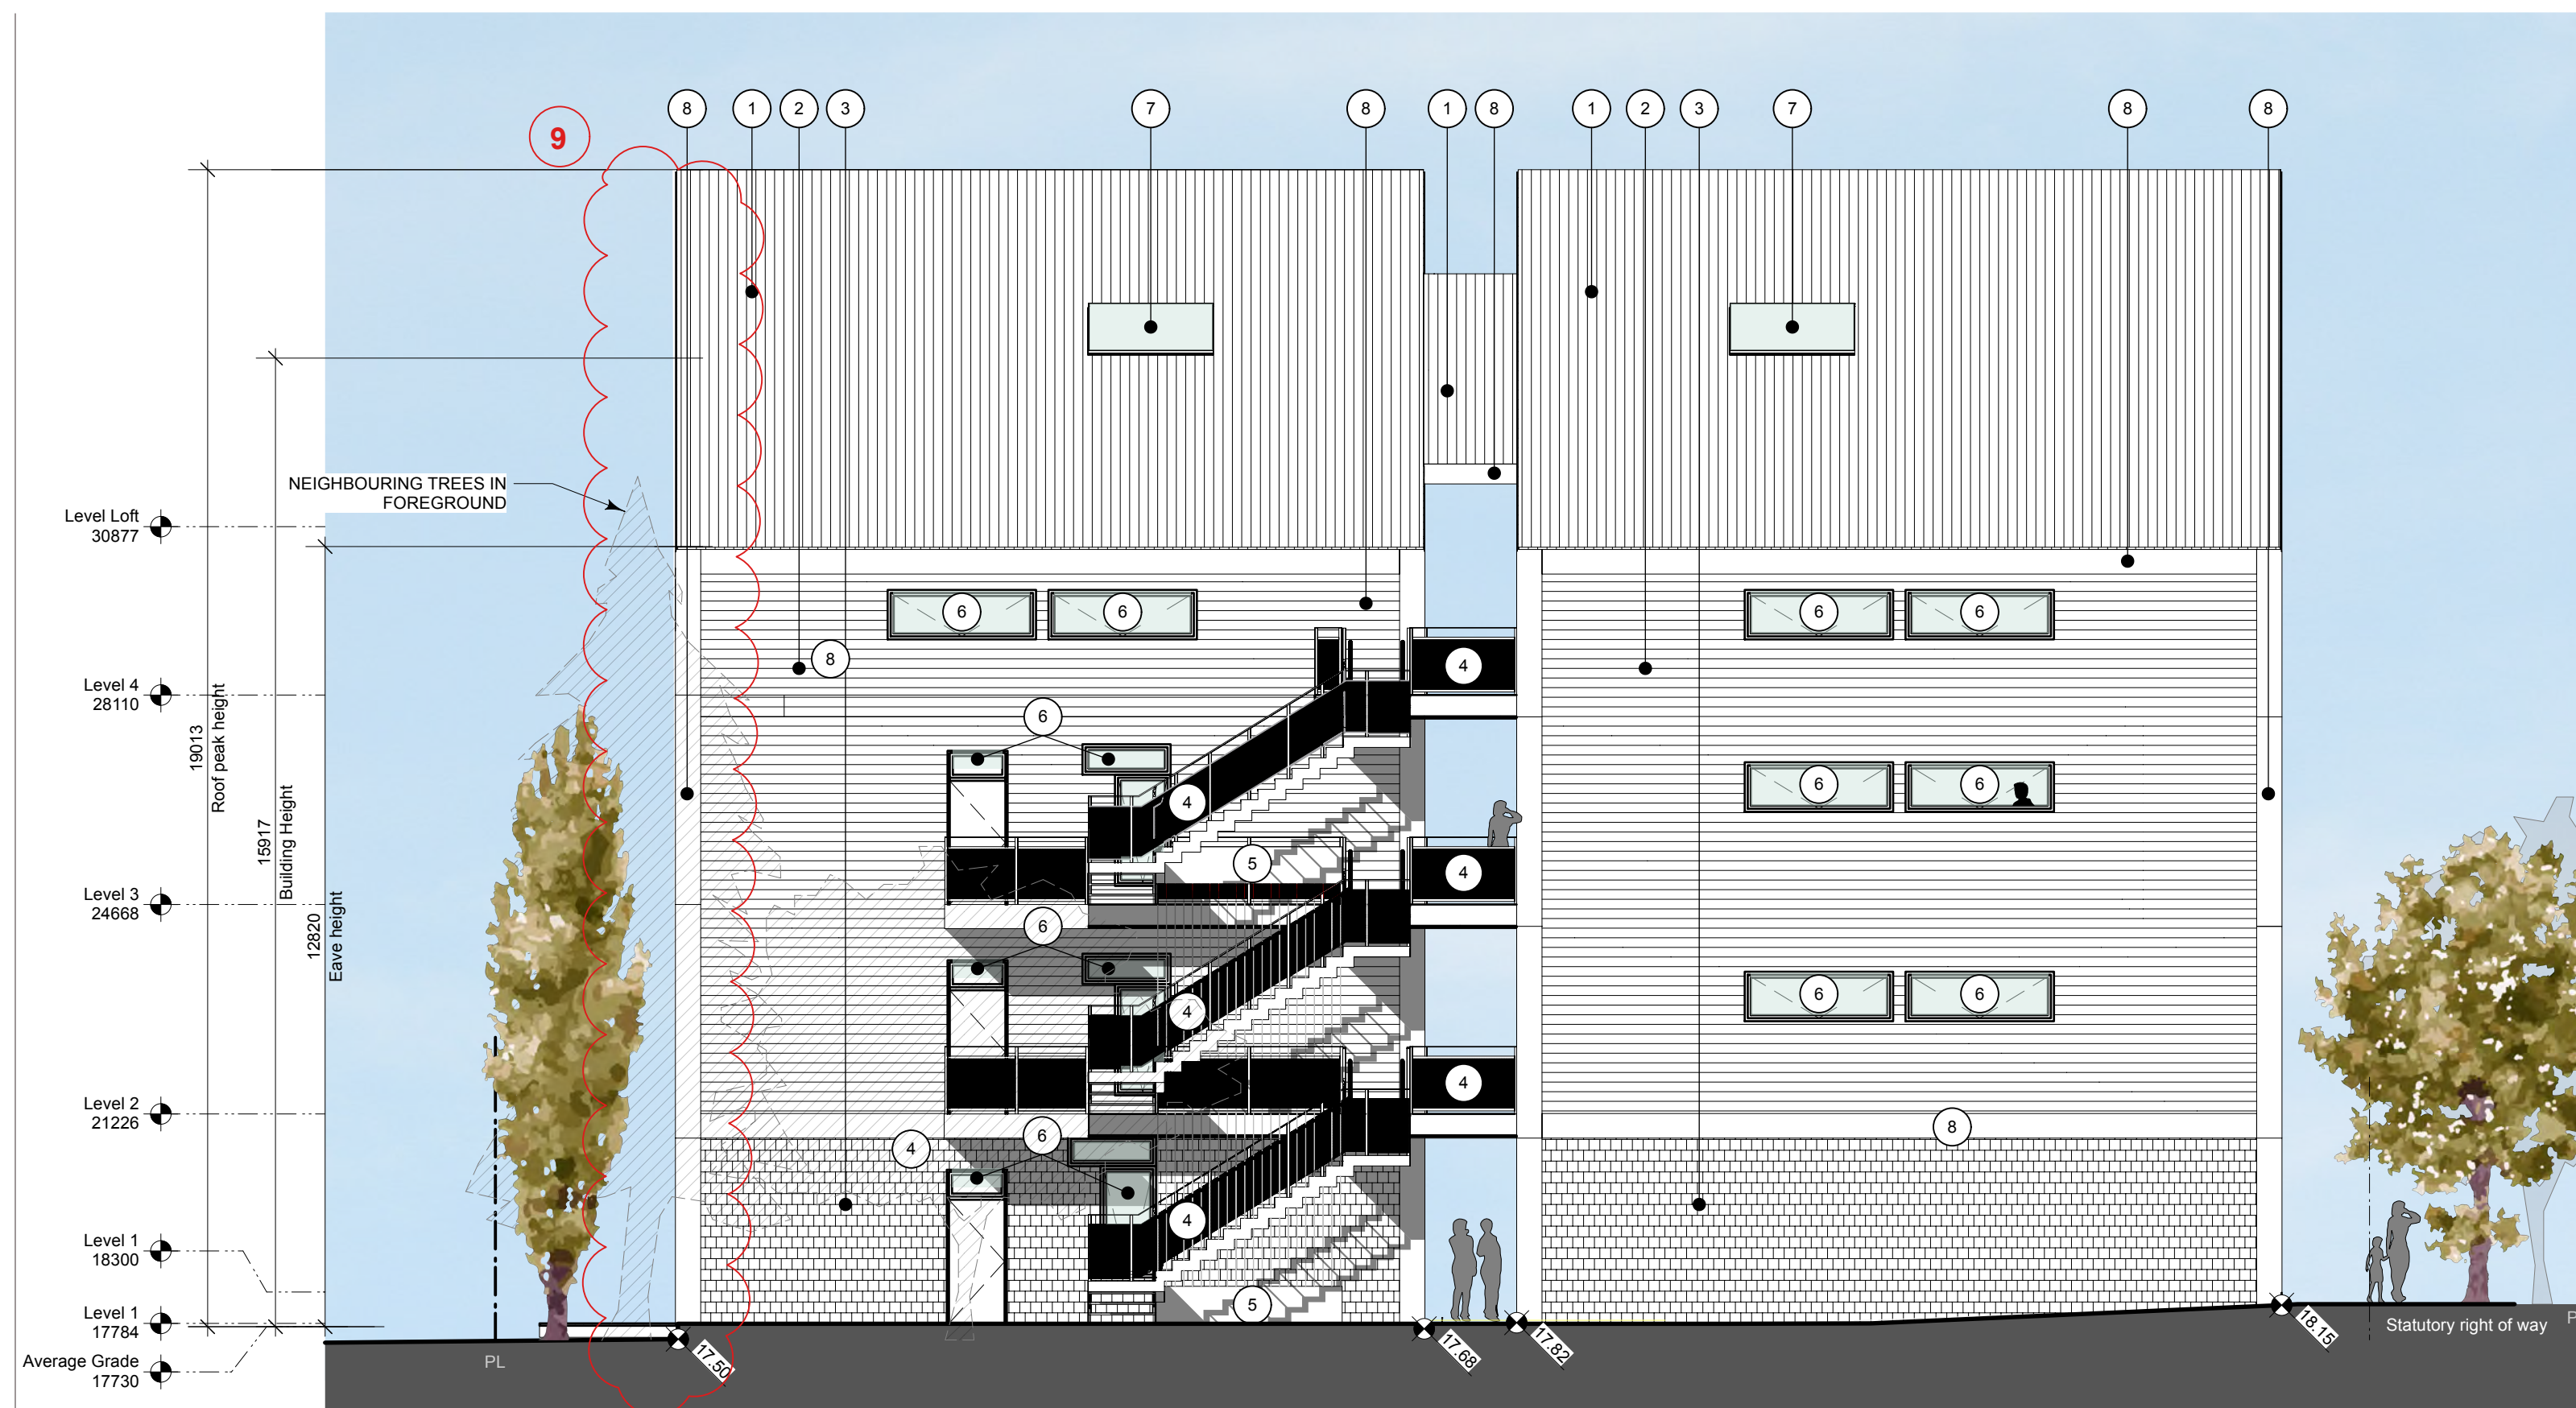 8 1 2 3 7 8 1 8 1 2 3 7 8 8
9
NEIGHBOURING TREES IN
FOREGROUND
Level Loft
30877
6 6 6 6
8
4
Level 4
28110
6
19013
Roof peak height
15917
Building Height
12820
Eave height
6 6
4
5
4
Level 3
24668
6
6 6
4
4
Level 2
21226
8
4
6
4
Level 1
18300
5
Level 1
17784
Average Grade
17730
PL
17.50
17.68
17.82
18.15
Statutory right of way
P